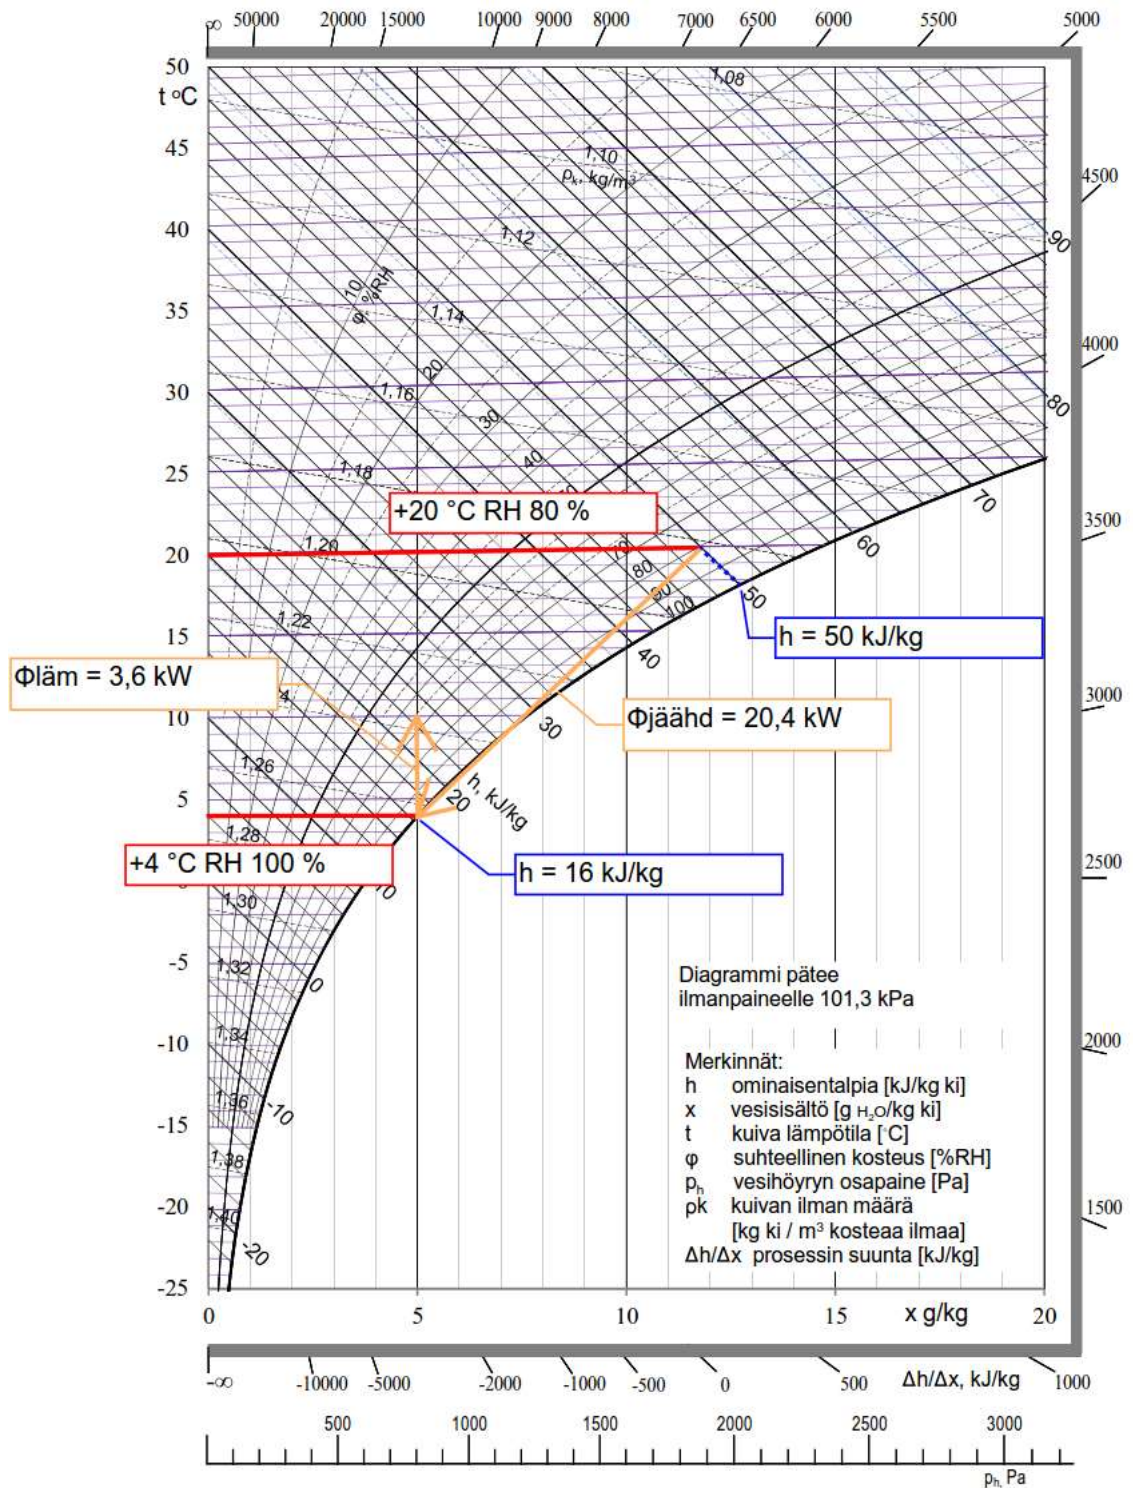 ∞ 50000 20000 15000 10000 9000 8000 7000 6500 6000 5500 5000
50
t °C
45
40
35
30
25
20
15
10
5
-5
-10
-15
-20
-25
4500
4000
3500
3000
2500
2000
1500
1,08
1,10
ρk, kg/m³
1,12
1,14
1,16
1,18
1,20
1,22
1,26
1,28
1,30
1,32
1,34
1,36
1,38
1,40
10
φ, %RH
20
30
40
70
80
90
100
90
80
70
60
50
40
30
20
h, kJ/kg
0
-10
-20
+20 °C RH 80 %
h = 50 kJ/kg
Φläm = 3,6 kW
Φjäähd = 20,4 kW
+4 °C RH 100 %
h = 16 kJ/kg
Diagrammi pätee
ilmanpaineelle 101,3 kPa
Merkinnät:
h ominaisentalpia [kJ/kg ki]
x vesisisältö [g H₂O/kg ki]
t kuiva lämpötila [°C]
φ suhteellinen kosteus [%RH]
ph vesihöyryn osapaine [Pa]
ρk kuivan ilman määrä
[kg ki / m³ kosteaa ilmaa]
Δh/Δx prosessin suunta [kJ/kg]
0 5 10 15 x g/kg 20
-∞ -10000 -5000 -2000 -1000 -500 0 500 Δh/Δx, kJ/kg 1000
500 1000 1500 2000 2500 3000
ph, Pa